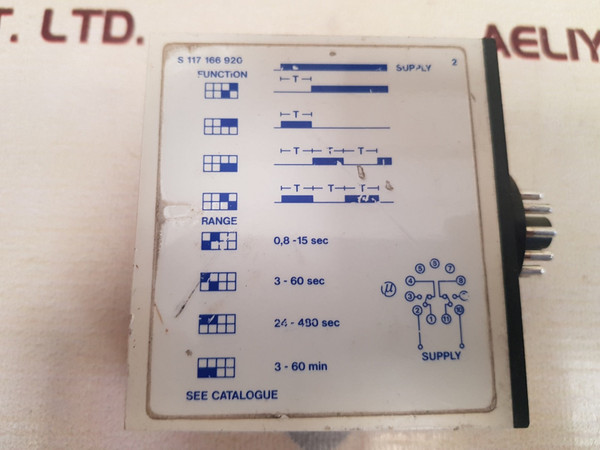 T. LTD.
AELIY
S 117 166 920
SUPPLY
2
FUNCTION
T
T
T T T
T T T
RANGE
0,8 -15 sec
3 - 60 sec
24 - 480 sec
3 - 60 min
SEE CATALOGUE
µ
5 6 7
4 8
3
2 1 11 10
SUPPLY